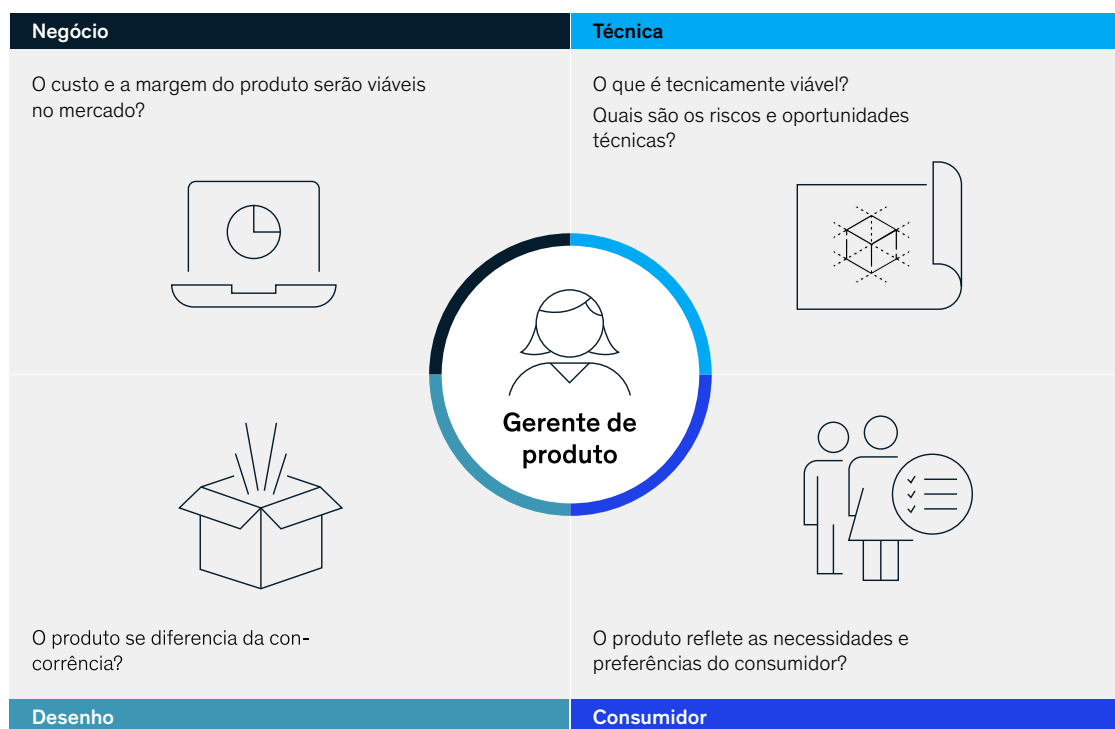 Negócio
O custo e a margem do produto serão viáveis
no mercado?
Técnica
O que é tecnicamente viável?
Quais são os riscos e oportunidades
técnicas?
Gerente de
produto
O produto se diferencia da con-
corrência?
Desenho
O produto reflete as necessidades e
preferências do consumidor?
Consumidor